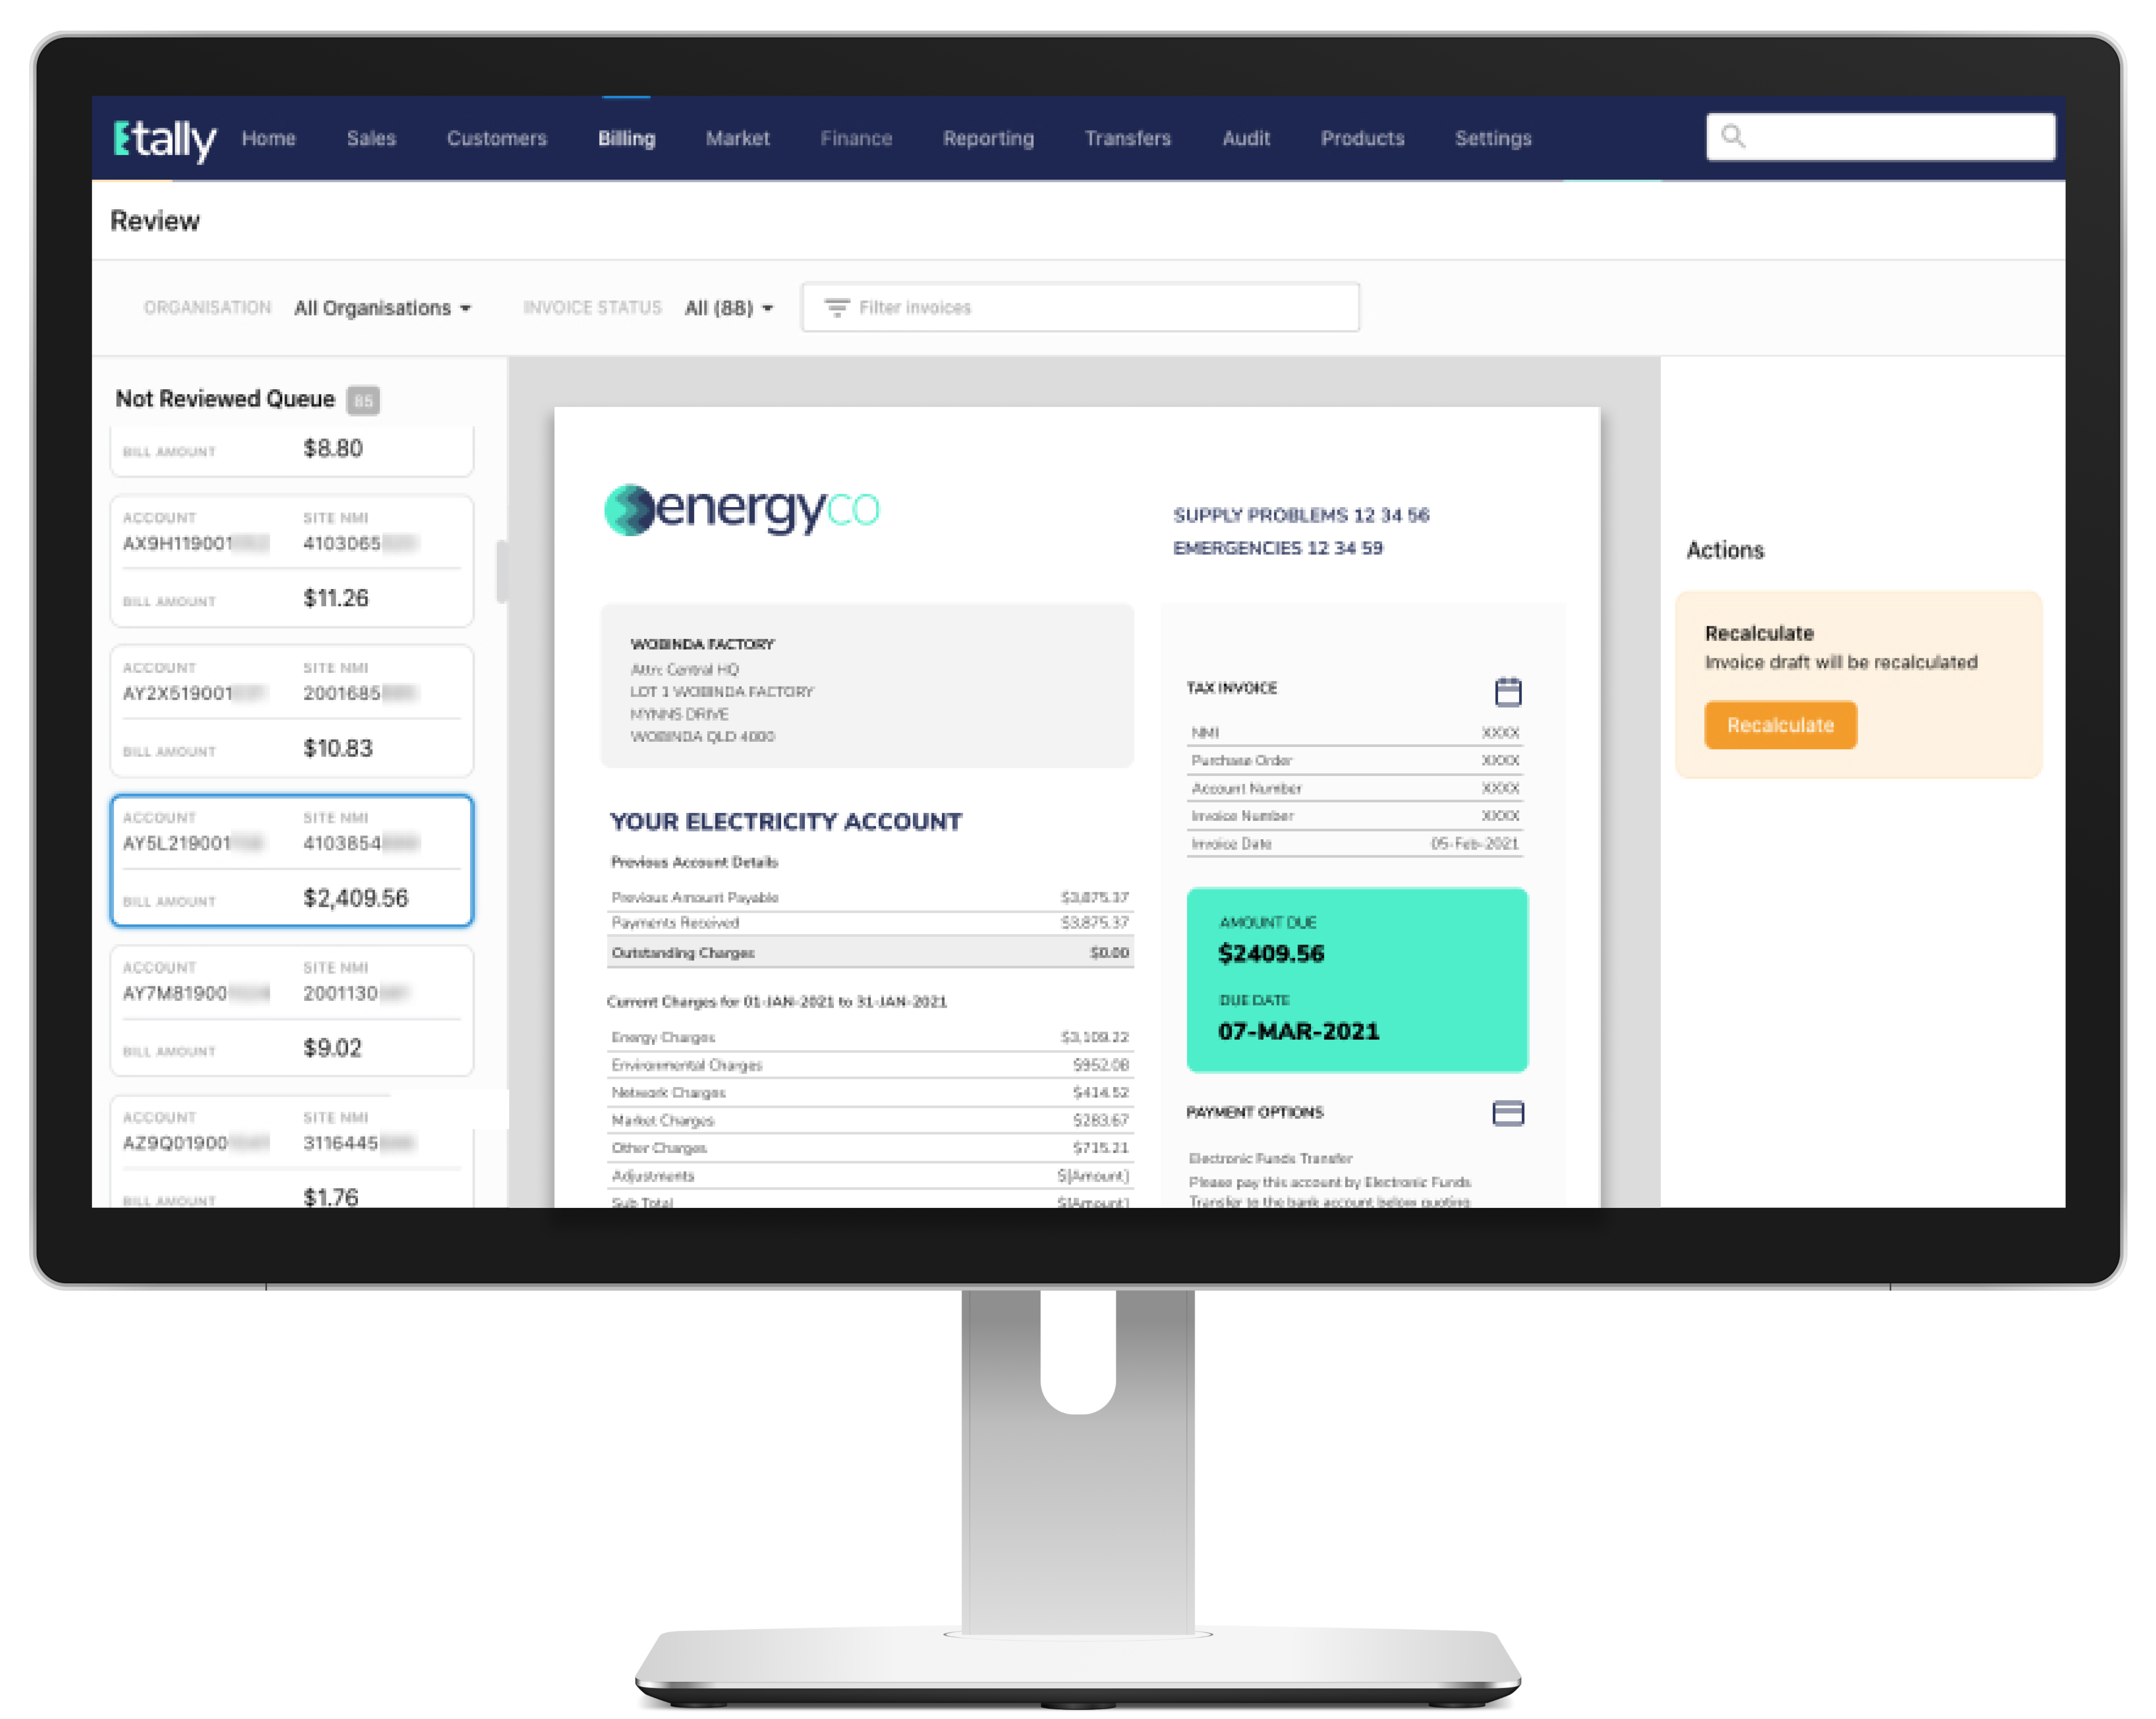 tally Home Sales Customers Billing Market Finance Reporting Transfers Audit Products Settings
Review
ORGANISATION All Organisations INVOICE STATUS All (88) Filter invoices
Not Reviewed Queue 85
BILL AMOUNT $8.80
ACCOUNT SITE NMI
AX9H119001 4103065
BILL AMOUNT $11.26
ACCOUNT SITE NMI
AY2X519001 2001685
BILL AMOUNT $10.83
ACCOUNT SITE NMI
AY5L219001 4103854
BILL AMOUNT $2,409.56
ACCOUNT SITE NMI
AY7M81900 2001130
BILL AMOUNT $9.02
ACCOUNT SITE NMI
AZ9Q01900 3116445
BILL AMOUNT $1.76
energyco
SUPPLY PROBLEMS 12 34 56
EMERGENCIES 12 34 59
WOBINDA FACTORY
Attn: Central HQ
LOT 1 WOBINDA FACTORY
MYNNS DRIVE
WOBINDA QLD 4000
YOUR ELECTRICITY ACCOUNT
Previous Account Details
Previous Amount Payable $3,875.37
Payments Received $3,875.37
Outstanding Charges $0.00
Current Charges for 01-JAN-2021 to 31-JAN-2021
Energy Charges $3,109.22
Environmental Charges $952.08
Network Charges $414.52
Market Charges $283.67
Other Charges $715.21
Adjustments $[Amount]
Sub Total $[Amount]
TAX INVOICE
NMI XXXX
Purchase Order XXXX
Account Number XXXX
Invoice Number XXXX
Invoice Date 05-Feb-2021
AMOUNT DUE
$2409.56
DUE DATE
07-MAR-2021
PAYMENT OPTIONS
Electronic Funds Transfer
Please pay this account by Electronic Funds
Transfer to the bank account below quoting
Actions
Recalculate
Invoice draft will be recalculated
Recalculate